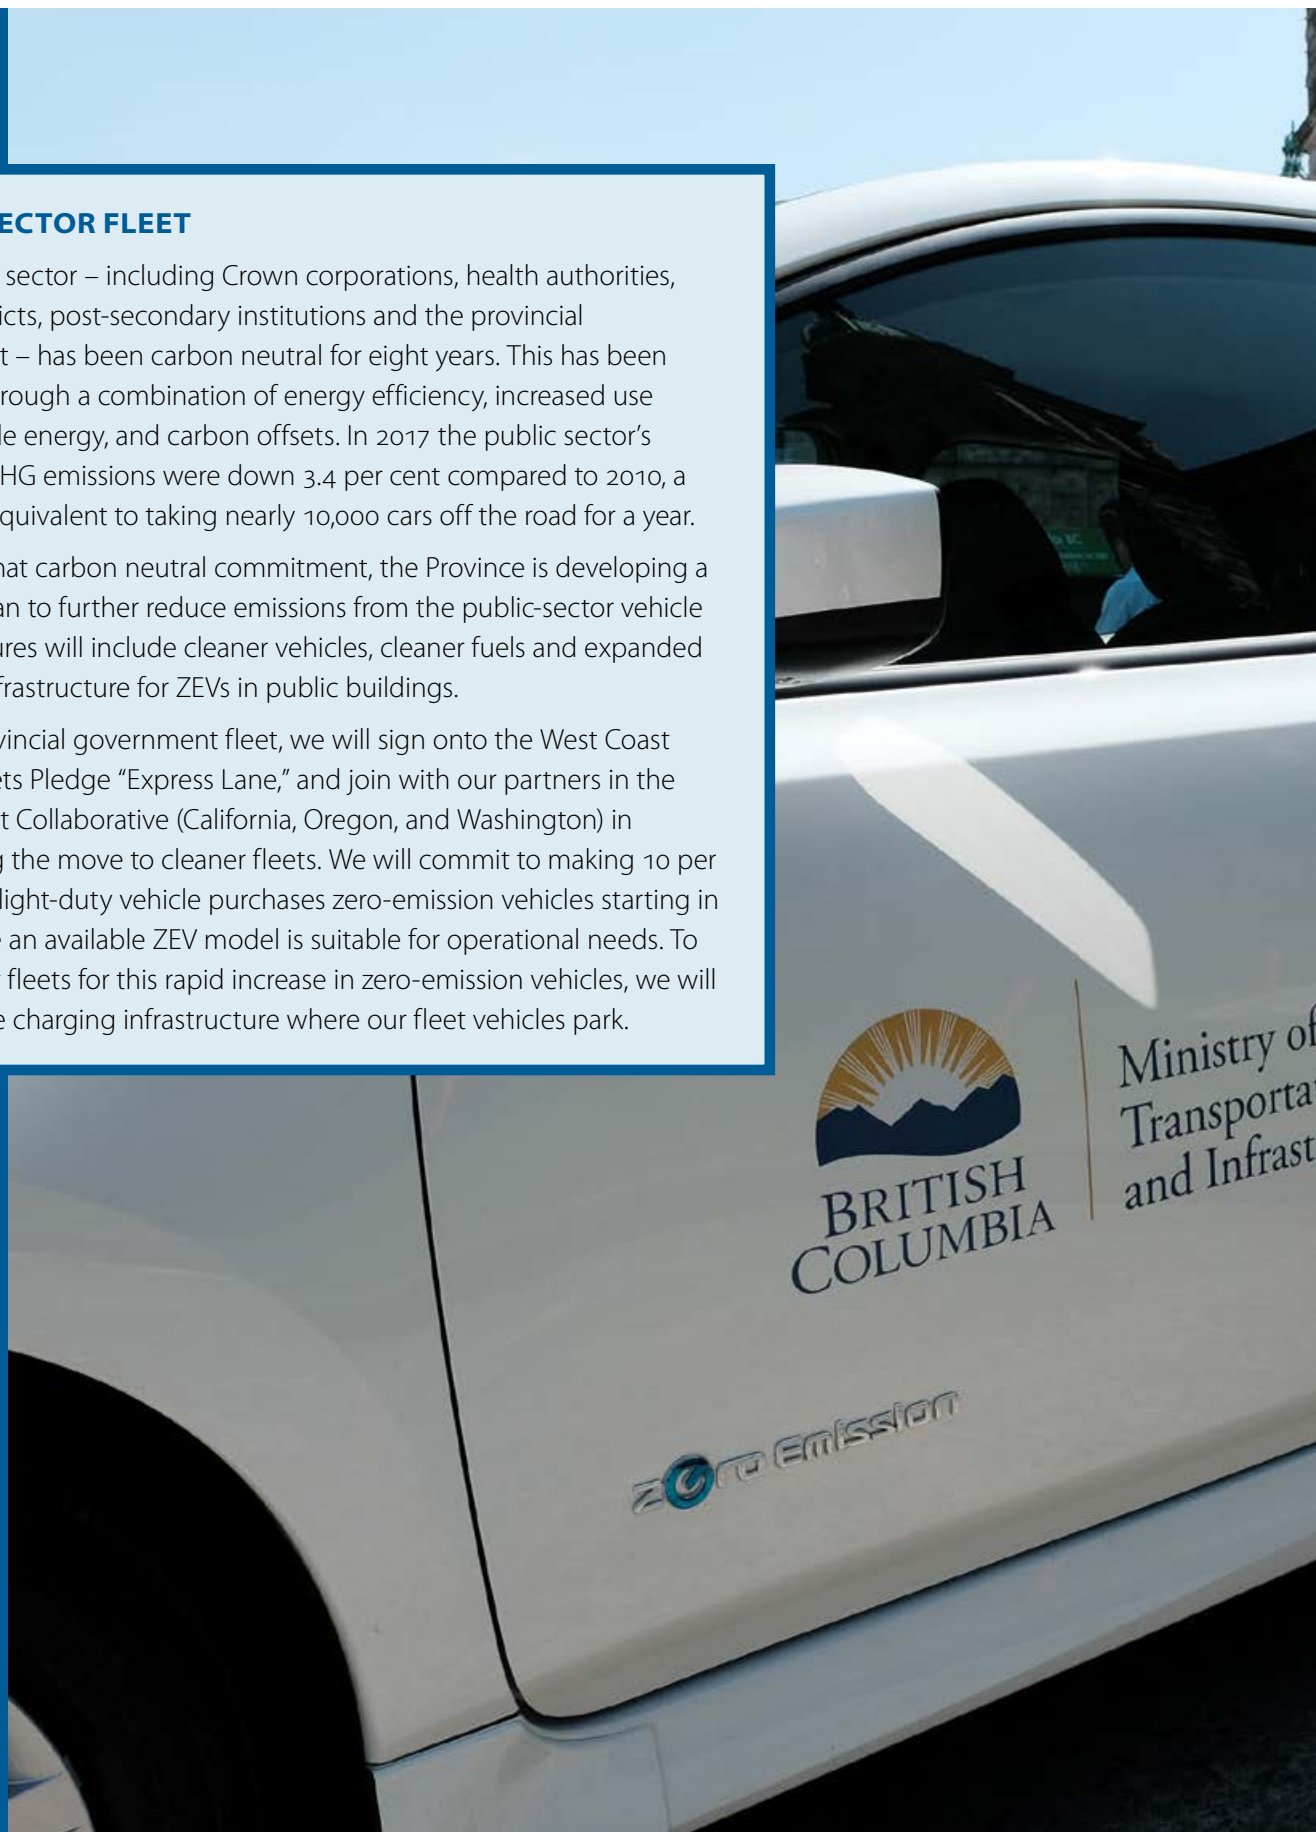 ECTOR FLEET
sector – including Crown corporations, health authorities,
icts, post-secondary institutions and the provincial
t – has been carbon neutral for eight years. This has been
rough a combination of energy efficiency, increased use
le energy, and carbon offsets. In 2017 the public sector’s
HG emissions were down 3.4 per cent compared to 2010, a
quivalent to taking nearly 10,000 cars off the road for a year.
hat carbon neutral commitment, the Province is developing a
an to further reduce emissions from the public-sector vehicle
ures will include cleaner vehicles, cleaner fuels and expanded
frastructure for ZEVs in public buildings.
vincial government fleet, we will sign onto the West Coast
ets Pledge “Express Lane,” and join with our partners in the
t Collaborative (California, Oregon, and Washington) in
g the move to cleaner fleets. We will commit to making 10 per
light-duty vehicle purchases zero-emission vehicles starting in
e an available ZEV model is suitable for operational needs. To
fleets for this rapid increase in zero-emission vehicles, we will
e charging infrastructure where our fleet vehicles park.
BRITISH
COLUMBIA
Ministry of
Transporta
and Infrast
zero Emission